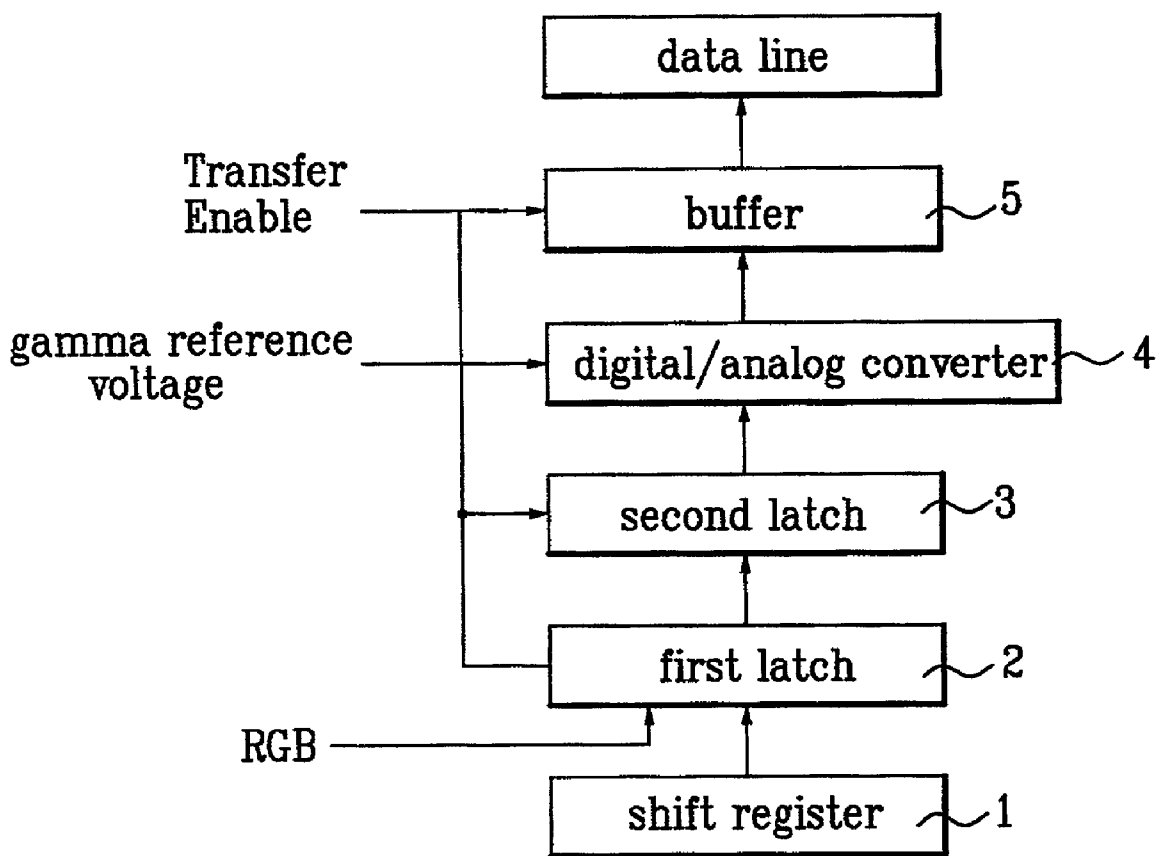 data line
Transfer
Enable
buffer
5
gamma reference
voltage
digital/analog converter
4
second latch
3
first latch
2
RGB
shift register
1